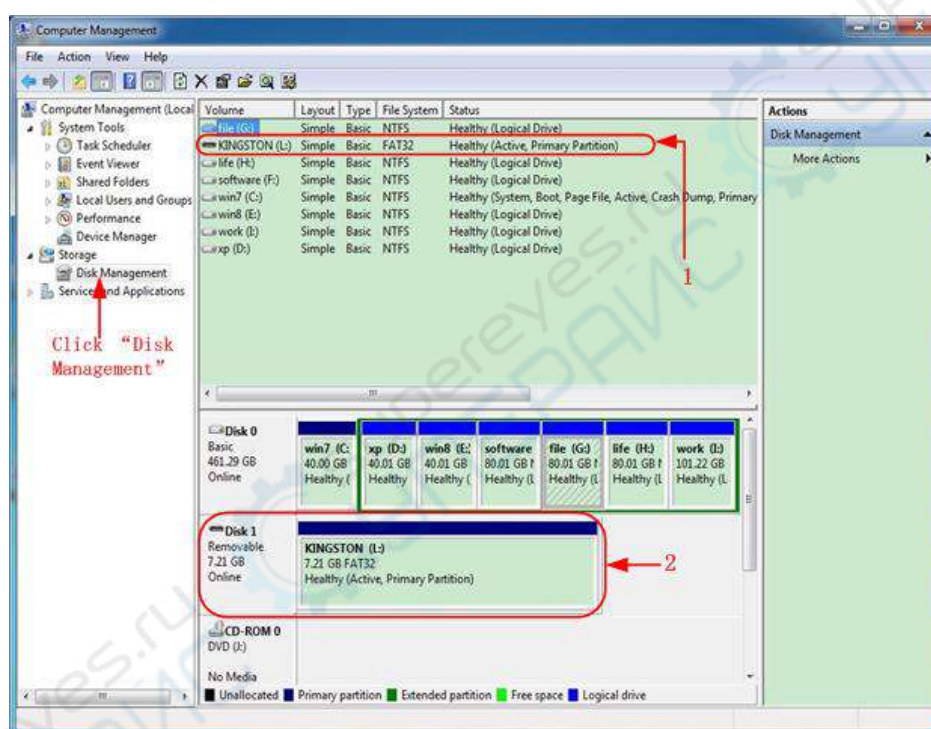 Computer Management
File Action View Help
Computer Management (Local
System Tools
Task Scheduler
Event Viewer
Shared Folders
Local Users and Groups
Performance
Device Manager
Storage
Disk Management
Services and Applications
Click “Disk
Management”
Volume Layout Type File System Status
file (G:) Simple Basic NTFS Healthy (Logical Drive)
KINGSTON (L:) Simple Basic FAT32 Healthy (Active, Primary Partition)
life (H:) Simple Basic NTFS Healthy (Logical Drive)
software (F:) Simple Basic NTFS Healthy (Logical Drive)
win7 (C:) Simple Basic NTFS Healthy (System, Boot, Page File, Active, Crash Dump, Primary
win8 (E:) Simple Basic NTFS Healthy (Logical Drive)
work (I:) Simple Basic NTFS Healthy (Logical Drive)
xp (D:) Simple Basic NTFS Healthy (Logical Drive)
1
Actions
Disk Management
More Actions
Disk 0
Basic
461.29 GB
Online
win7 (C: xp (D:) win8 (E: software file (G:) life (H:) work (I:)
40.00 GB 40.01 GB 40.01 GB 80.01 GB N 80.01 GB N 80.01 GB N 101.22 GB
Healthy ( Healthy Healthy ( Healthy (L Healthy (L Healthy (L Healthy (L
Disk 1
Removable
7.21 GB
Online
KINGSTON (L:)
7.21 GB FAT32
Healthy (Active, Primary Partition)
2
CD-ROM 0
DVD (J:)
No Media
Unallocated Primary partition Extended partition Free space Logical drive
supereyes.ru
СУПЕРАЙС